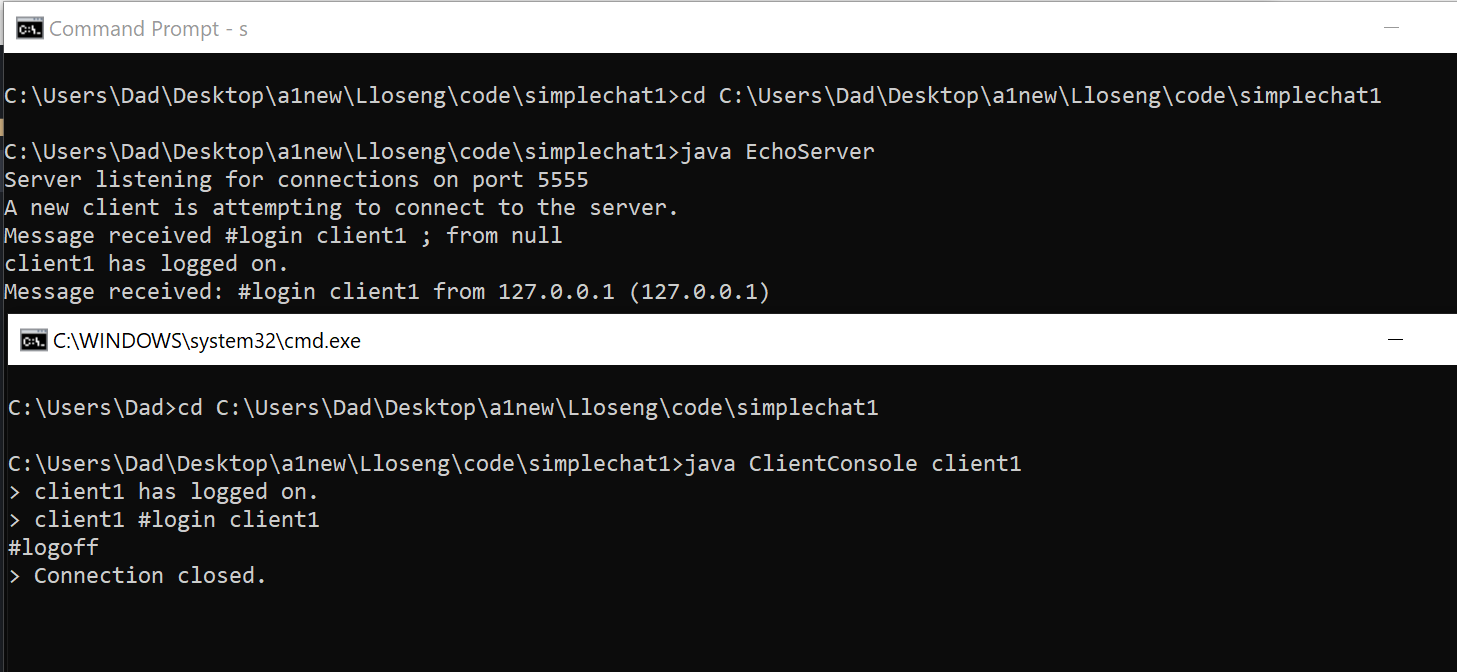 Command Prompt - s
C:\Users\Dad\Desktop\a1new\Lloseng\code\simplechat1>cd C:\Users\Dad\Desktop\a1new\Lloseng\code\simplechat1
C:\Users\Dad\Desktop\a1new\Lloseng\code\simplechat1>java EchoServer
Server listening for connections on port 5555
A new client is attempting to connect to the server.
Message received #login client1 ; from null
client1 has logged on.
Message received: #login client1 from 127.0.0.1 (127.0.0.1)
C:\WINDOWS\system32\cmd.exe
C:\Users\Dad>cd C:\Users\Dad\Desktop\a1new\Lloseng\code\simplechat1
C:\Users\Dad\Desktop\a1new\Lloseng\code\simplechat1>java ClientConsole client1
> client1 has logged on.
> client1 #login client1
#logoff
> Connection closed.